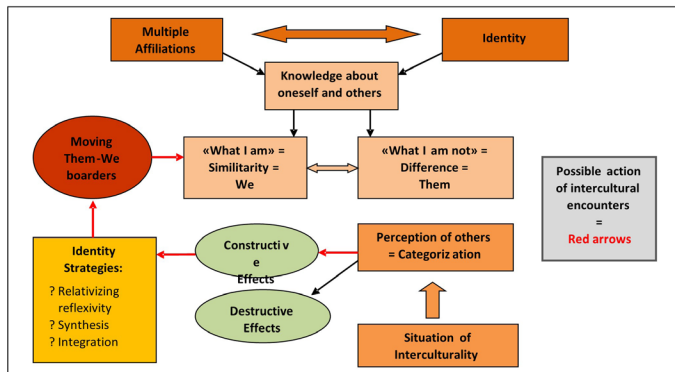 Multiple
Affiliations
Identity
Knowledge about
oneself and others
Moving
Them-We
boarders
«What I am» =
Similitarity =
We
«What I am not» =
Difference =
Them
Possible action
of intercultural
encounters
=
Red arrows
Identity
Strategies:
? Relativizing
reflexivity
? Synthesis
? Integration
Constructi v
e
Effects
Perception of others
= Categoriz ation
Destructive
Effects
Situation of
Interculturality